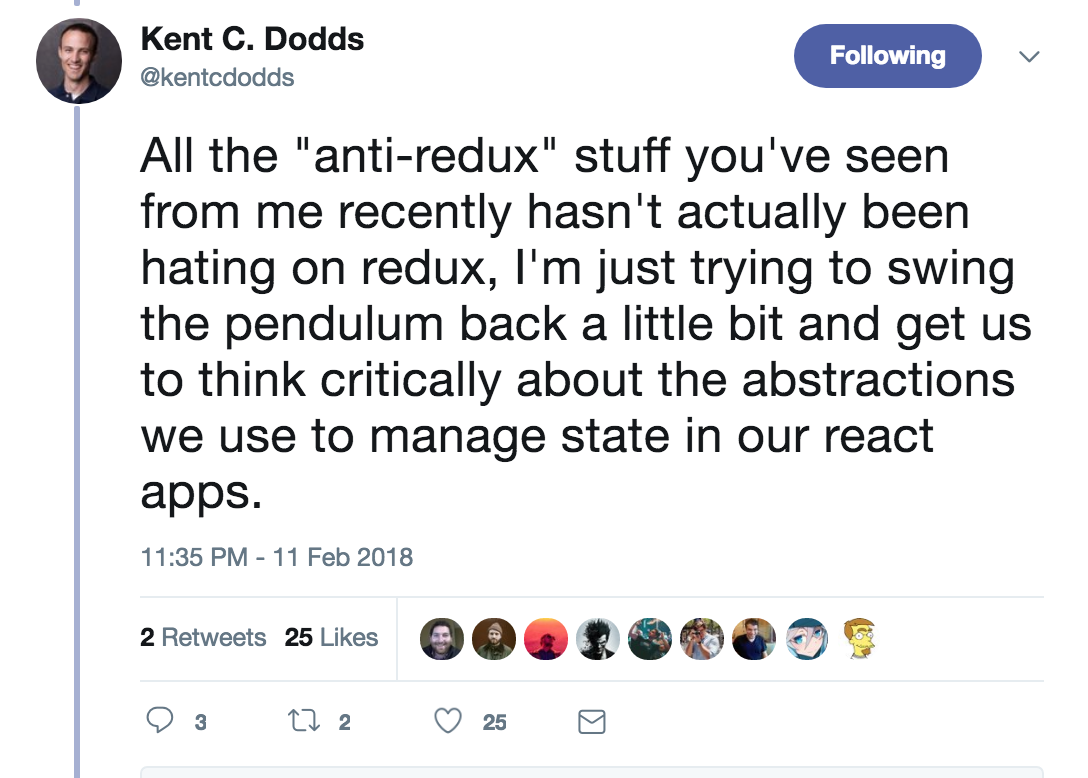 Kent C. Dodds
@kentcdodds
Following
All the "anti-redux" stuff you've seen
from me recently hasn't actually been
hating on redux, I'm just trying to swing
the pendulum back a little bit and get us
to think critically about the abstractions
we use to manage state in our react
apps.
11:35 PM - 11 Feb 2018
2 Retweets 25 Likes
3 2 25